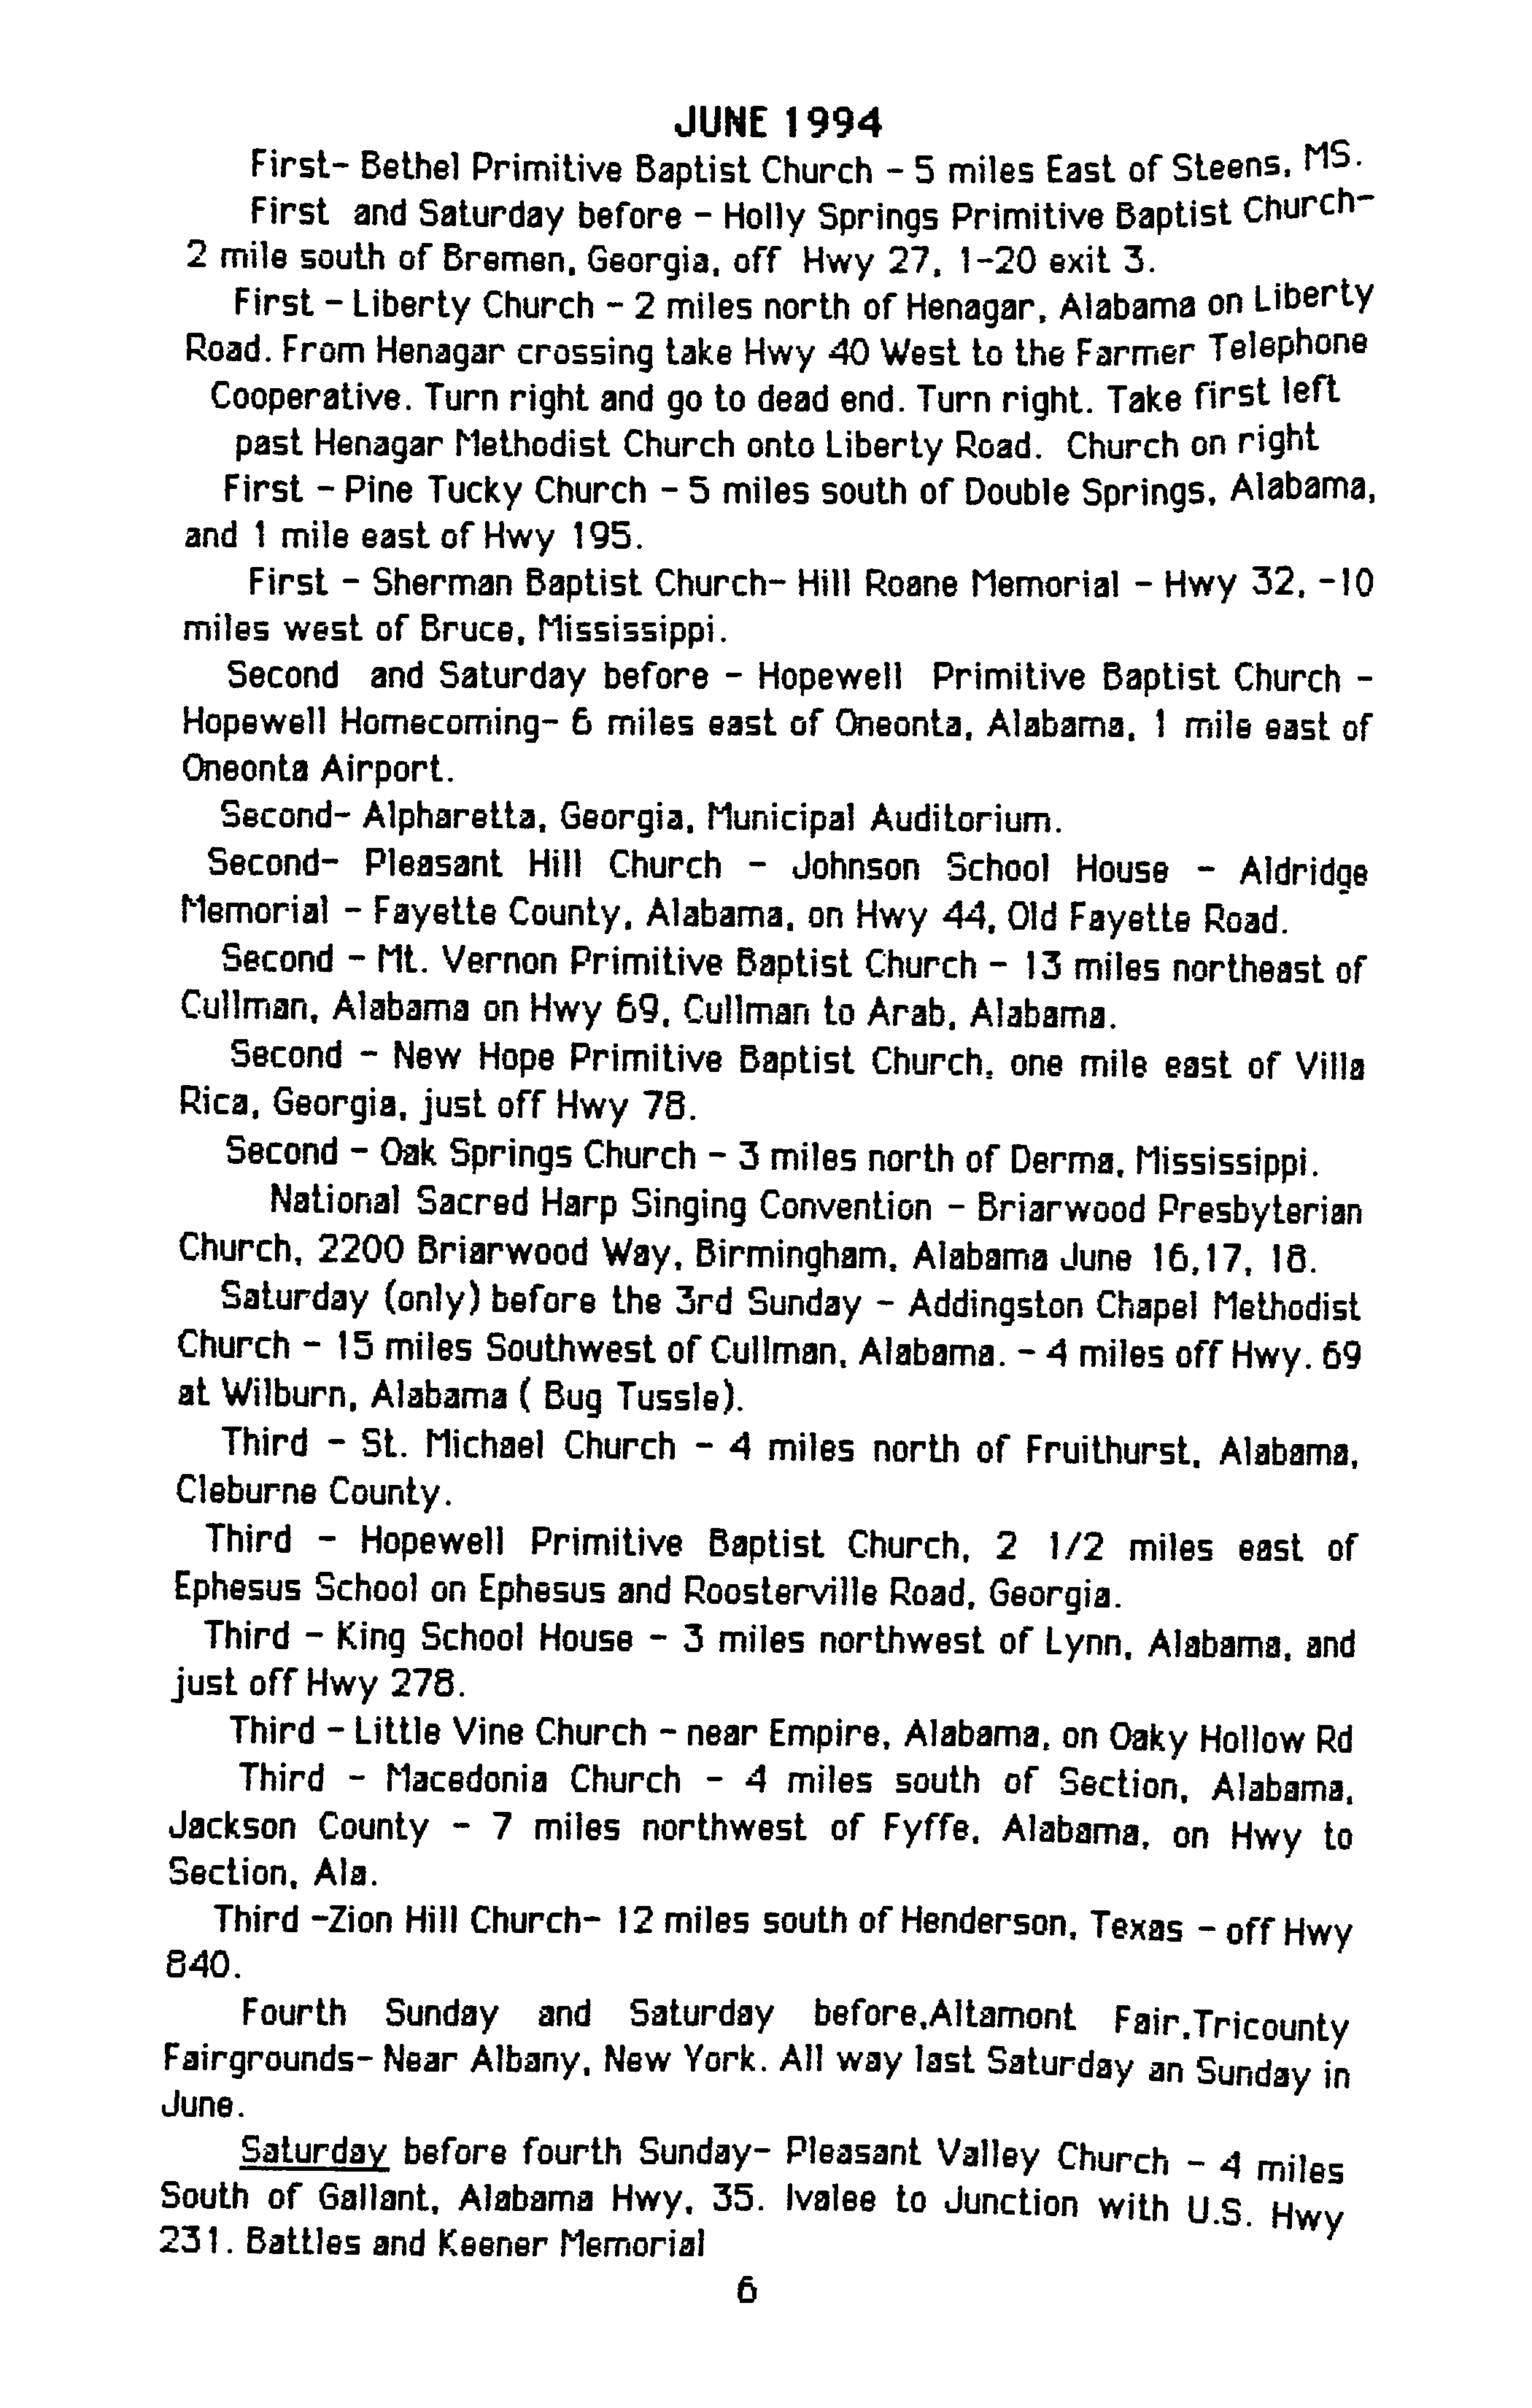 JUNE 1994
First- Bethel Primitive Baptist Church - 5 miles East of Steens, MS.
First and Saturday before - Holly Springs Primitive Baptist Church-
2 mile south of Bremen, Georgia, off Hwy 27, 1-20 exit 3.
First - Liberty Church - 2 miles north of Henagar, Alabama on Liberty
Road. From Henagar crossing take Hwy 40 West to the Farmer Telephone
Cooperative. Turn right and go to dead end. Turn right. Take first left
past Henagar Methodist Church onto Liberty Road. Church on right
First - Pine Tucky Church - 5 miles south of Double Springs, Alabama,
and 1 mile east of Hwy 195.
First - Sherman Baptist Church- Hill Roane Memorial - Hwy 32, -10
miles west of Bruce, Mississippi.
Second and Saturday before - Hopewell Primitive Baptist Church -
Hopewell Homecoming- 6 miles east of Oneonta, Alabama, 1 mile east of
Oneonta Airport.
Second- Alpharetta, Georgia, Municipal Auditorium.
Second- Pleasant Hill Church - Johnson School House - Aldridge
Memorial - Fayette County, Alabama, on Hwy 44, Old Fayette Road.
Second - Mt. Vernon Primitive Baptist Church - 13 miles northeast of
Cullman, Alabama on Hwy 69, Cullman to Arab, Alabama.
Second - New Hope Primitive Baptist Church, one mile east of Villa
Rica, Georgia, just off Hwy 78.
Second - Oak Springs Church - 3 miles north of Derma, Mississippi.
National Sacred Harp Singing Convention - Briarwood Presbyterian
Church, 2200 Briarwood Way, Birmingham, Alabama June 16,17, 18.
Saturday (only) before the 3rd Sunday - Addingston Chapel Methodist
Church - 15 miles Southwest of Cullman, Alabama. - 4 miles off Hwy. 69
at Wilburn, Alabama ( Bug Tussle).
Third - St. Michael Church - 4 miles north of Fruithurst, Alabama,
Cleburne County.
Third - Hopewell Primitive Baptist Church, 2 1/2 miles east of
Ephesus School on Ephesus and Roosterville Road, Georgia.
Third - King School House - 3 miles northwest of Lynn, Alabama, and
just off Hwy 278.
Third - Little Vine Church - near Empire, Alabama, on Oaky Hollow Rd
Third - Macedonia Church - 4 miles south of Section, Alabama,
Jackson County - 7 miles northwest of Fyffe, Alabama, on Hwy to
Section, Ala.
Third -Zion Hill Church- 12 miles south of Henderson, Texas - off Hwy
840.
Fourth Sunday and Saturday before,Altamont Fair,Tricounty
Fairgrounds- Near Albany, New York. All way last Saturday an Sunday in
June.
Saturday before fourth Sunday- Pleasant Valley Church - 4 miles
South of Gallant, Alabama Hwy, 35. Ivalee to Junction with U.S. Hwy
231. Battles and Keener Memorial
6